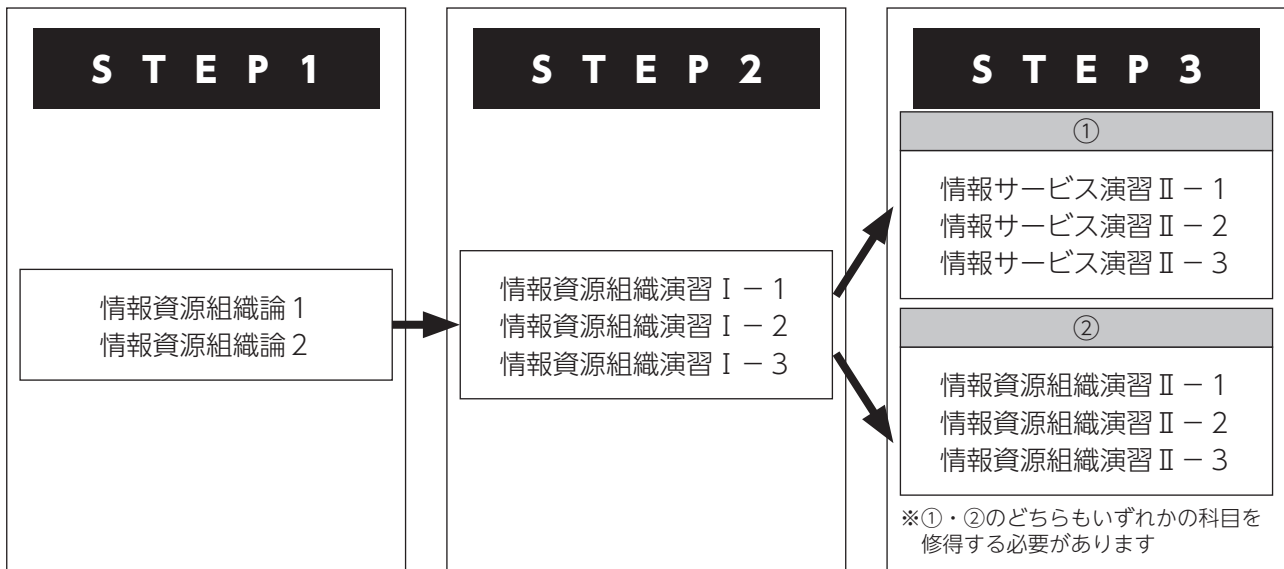 STEP1
情報資源組織論1
情報資源組織論2
STEP2
情報資源組織演習Ⅰ－1
情報資源組織演習Ⅰ－2
情報資源組織演習Ⅰ－3
STEP3
①
情報サービス演習Ⅱ－1
情報サービス演習Ⅱ－2
情報サービス演習Ⅱ－3
②
情報資源組織演習Ⅱ－1
情報資源組織演習Ⅱ－2
情報資源組織演習Ⅱ－3
※①・②のどちらもいずれかの科目を
修得する必要があります